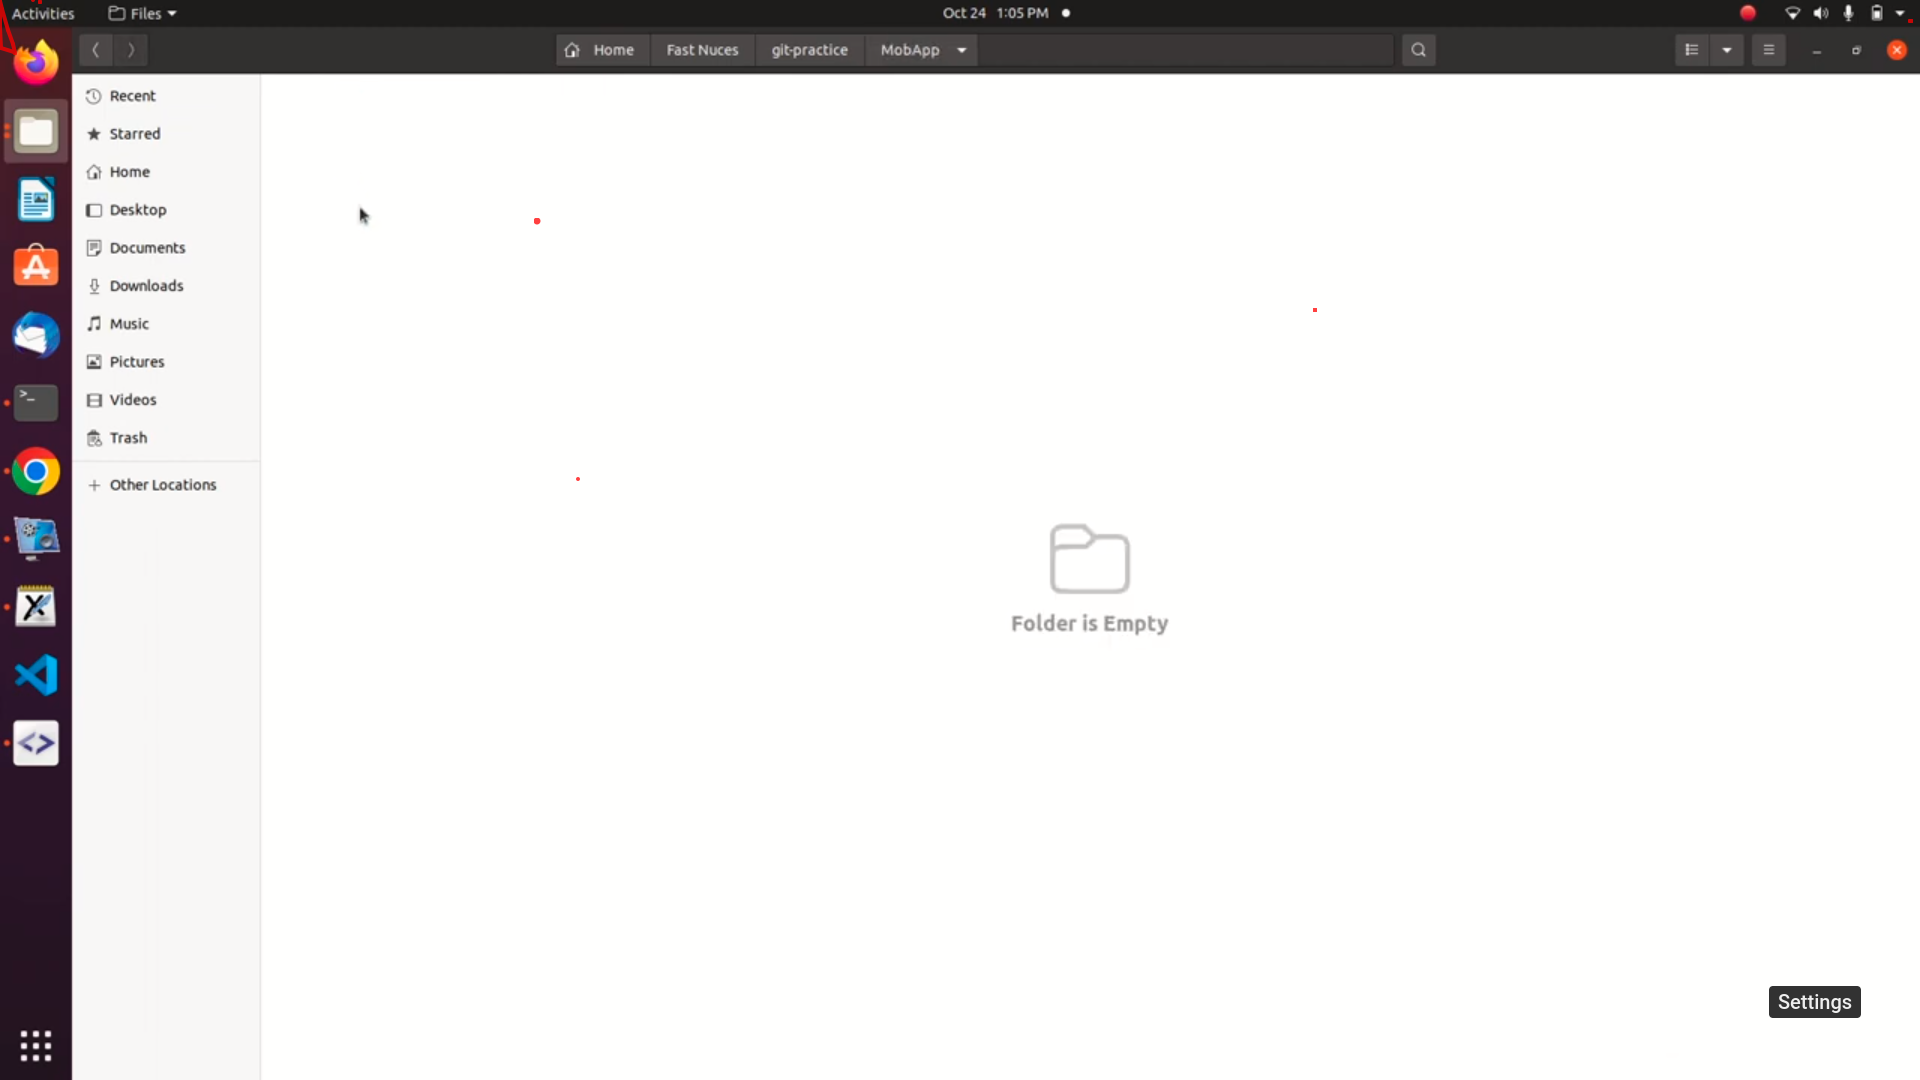 Activities
Files
Oct 24 1:05 PM
Home
Fast Nuces
git-practice
MobApp
Recent
Starred
Home
Desktop
Documents
Downloads
Music
Pictures
Videos
Trash
Other Locations
Folder is Empty
Settings